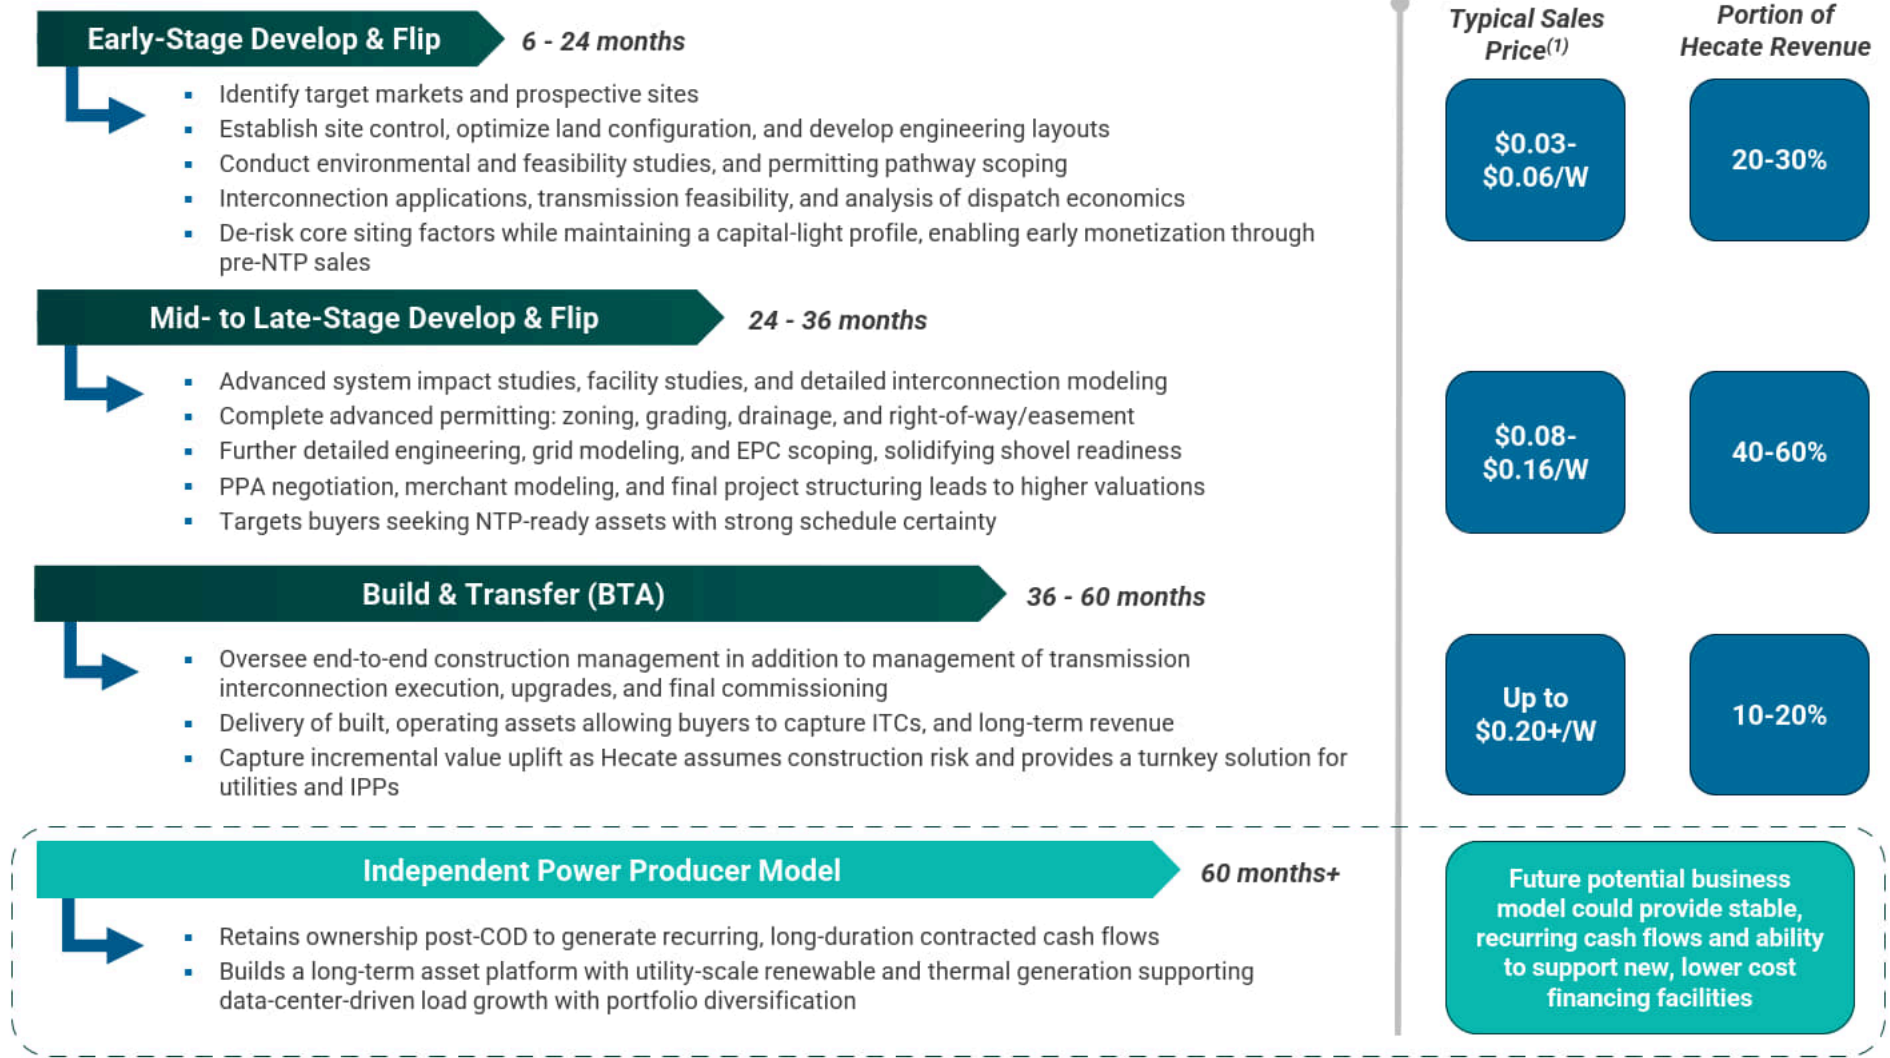 Typical Sales
Price(1)
Portion of
Hecate Revenue
Early-Stage Develop & Flip
6 - 24 months
▪ Identify target markets and prospective sites
▪ Establish site control, optimize land configuration, and develop engineering layouts
▪ Conduct environmental and feasibility studies, and permitting pathway scoping
▪ Interconnection applications, transmission feasibility, and analysis of dispatch economics
▪ De-risk core siting factors while maintaining a capital-light profile, enabling early monetization through
pre-NTP sales
$0.03-
$0.06/W
20-30%
Mid- to Late-Stage Develop & Flip
24 - 36 months
▪ Advanced system impact studies, facility studies, and detailed interconnection modeling
▪ Complete advanced permitting: zoning, grading, drainage, and right-of-way/easement
▪ Further detailed engineering, grid modeling, and EPC scoping, solidifying shovel readiness
▪ PPA negotiation, merchant modeling, and final project structuring leads to higher valuations
▪ Targets buyers seeking NTP-ready assets with strong schedule certainty
$0.08-
$0.16/W
40-60%
Build & Transfer (BTA)
36 - 60 months
▪ Oversee end-to-end construction management in addition to management of transmission
interconnection execution, upgrades, and final commissioning
▪ Delivery of built, operating assets allowing buyers to capture ITCs, and long-term revenue
▪ Capture incremental value uplift as Hecate assumes construction risk and provides a turnkey solution for
utilities and IPPs
Up to
$0.20+/W
10-20%
Independent Power Producer Model
60 months+
▪ Retains ownership post-COD to generate recurring, long-duration contracted cash flows
▪ Builds a long-term asset platform with utility-scale renewable and thermal generation supporting
data-center-driven load growth with portfolio diversification
Future potential business
model could provide stable,
recurring cash flows and ability
to support new, lower cost
financing facilities